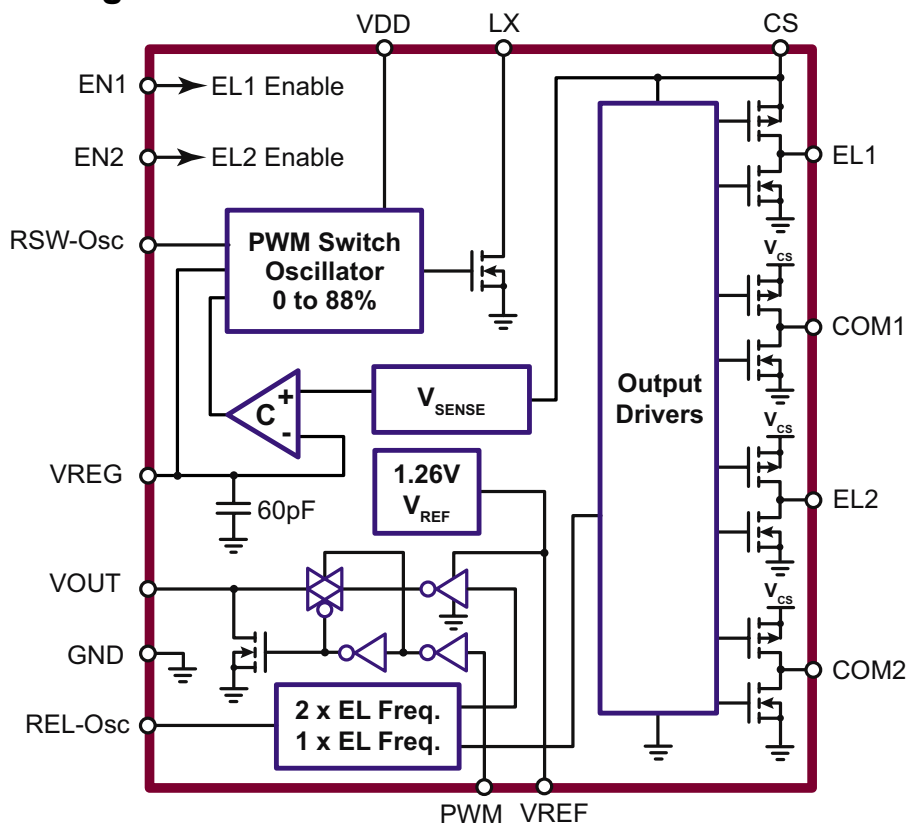 VDD
LX
CS
EN1
EL1 Enable
EN2
EL2 Enable
EL1
RSW-Osc
PWM Switch
Oscillator
0 to 88%
VCS
COM1
C
+
-
VSENSE
Output
Drivers
VCS
VREG
60pF
1.26V
VREF
EL2
VOUT
VCS
GND
COM2
REL-Osc
2 x EL Freq.
1 x EL Freq.
PWM
VREF